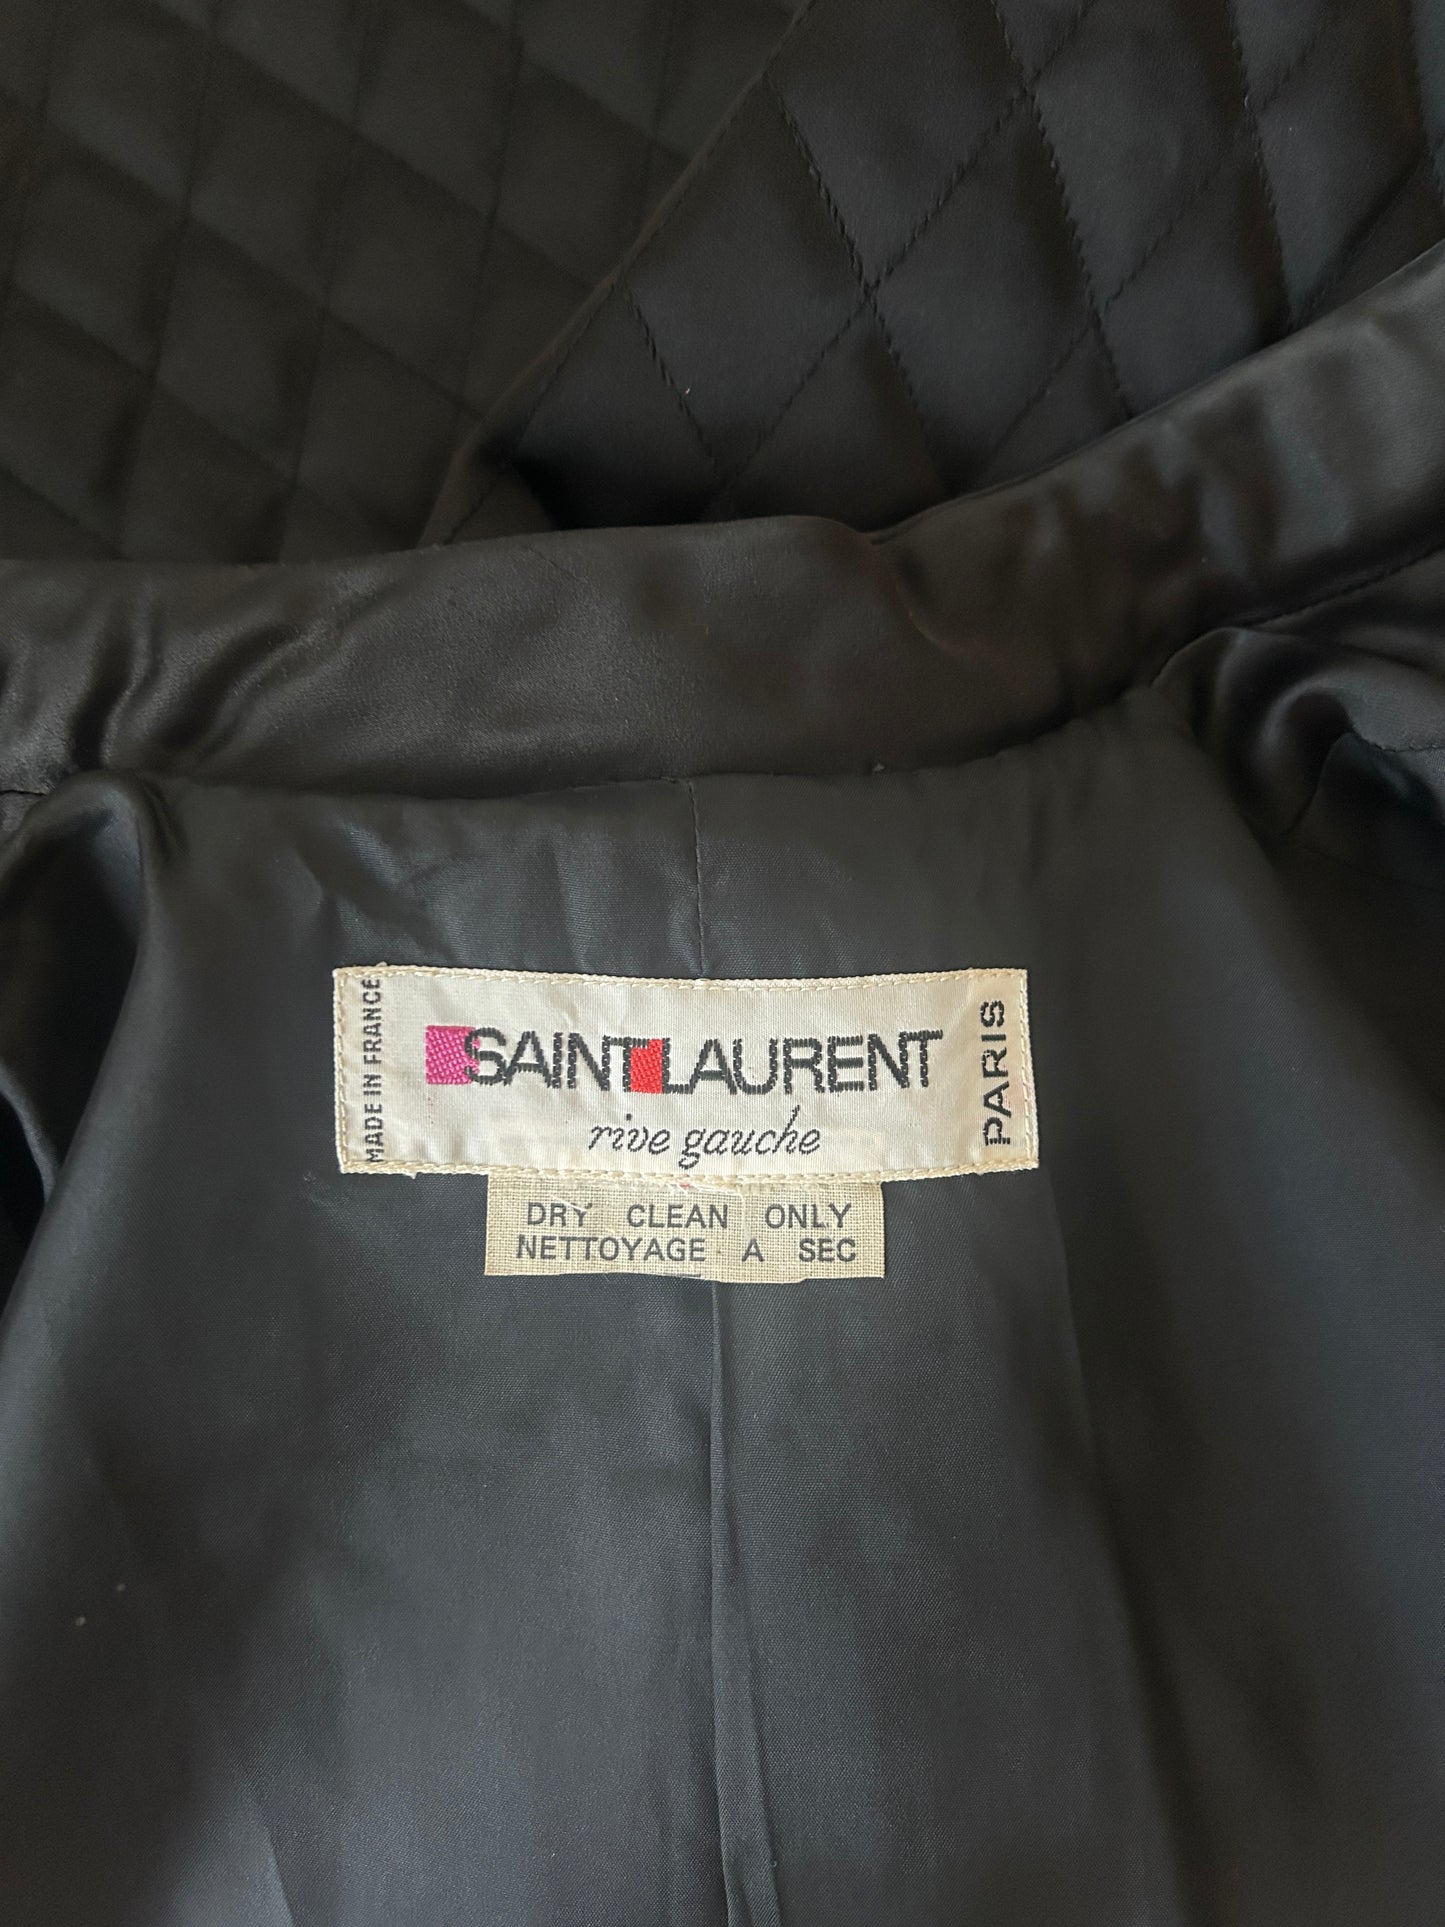 MADE IN FRANCE
SAINT LAURENT
rive gauche
PARIS
DRY CLEAN ONLY
NETTOYAGE A SEC